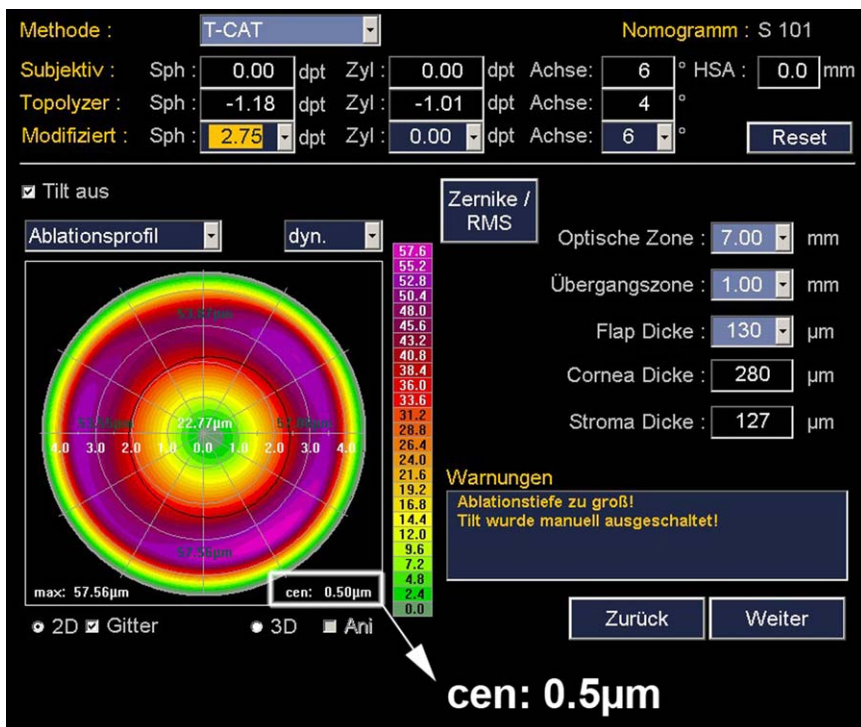 Methode : T-CAT Nomogramm : S 101
Subjektiv : Sph : 0.00 dpt Zyl : 0.00 dpt Achse: 6 ° HSA : 0.0 mm
Topolyzer : Sph : -1.18 dpt Zyl : -1.01 dpt Achse: 4 °
Modifiziert : Sph : 2.75 dpt Zyl : 0.00 dpt Achse: 6 ° Reset
Tilt aus
Ablationsprofil dyn.
Zernike /
RMS
Optische Zone : 7.00 mm
Übergangszone : 1.00 mm
Flap Dicke : 130 µm
Cornea Dicke : 280 µm
Stroma Dicke : 127 µm
57.6
55.2
52.8
50.4
48.0
45.6
43.2
40.8
38.4
36.0
33.6
31.2
28.8
26.4
24.0
21.6
19.2
16.8
14.4
12.0
9.6
7.2
4.8
2.4
0.0
22.77µm
4.0 3.0 2.0 1.0 0.0 1.0 2.0 3.0 4.0
57.56µm
max: 57.56µm cen: 0.50µm
Warnungen
Ablationstiefe zu groß!
Tilt wurde manuell ausgeschaltet!
2D Gitter 3D Ani
Zurück Weiter
cen: 0.5µm